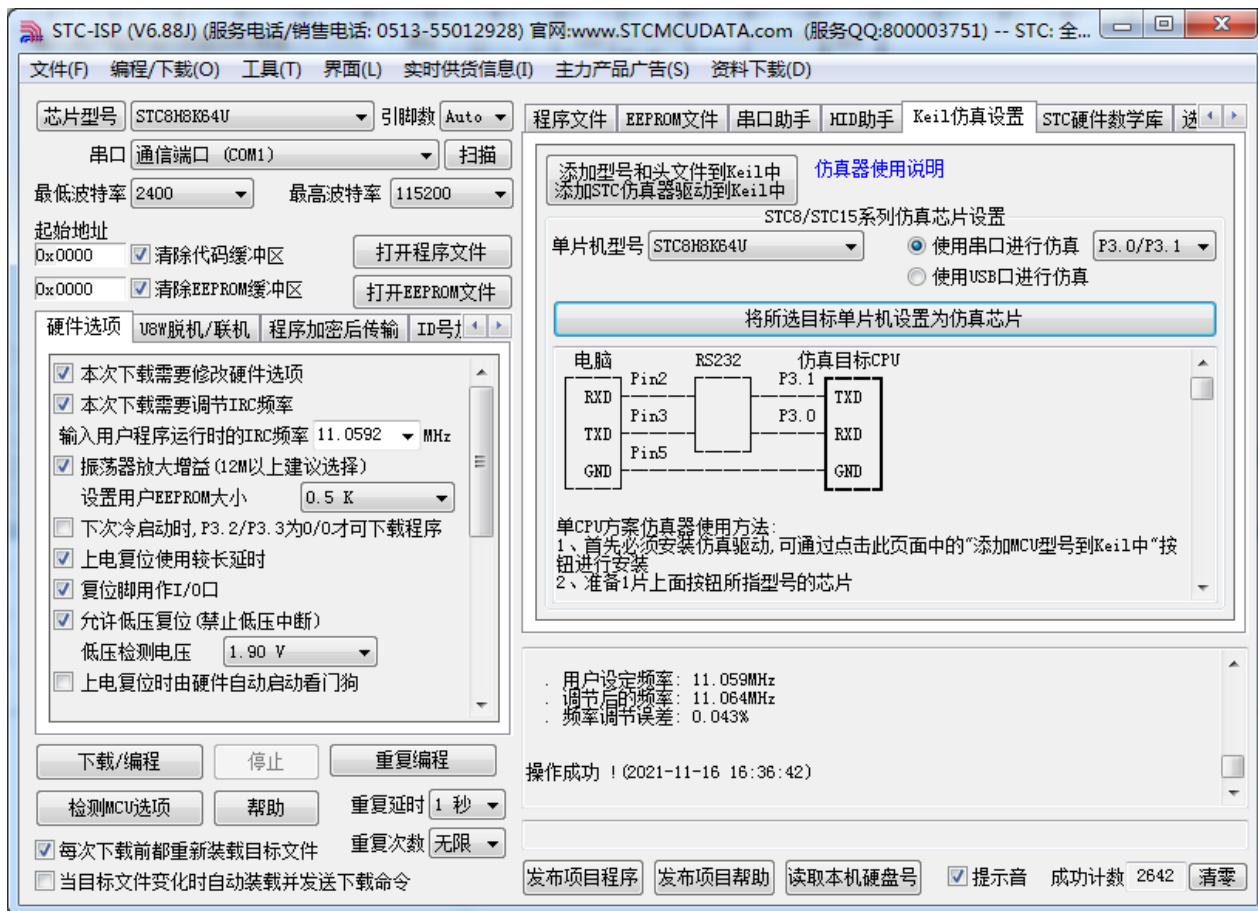 STC-ISP (V6.88J) (服务电话/销售电话: 0513-55012928) 官网:www.STCMCUDATA.com (服务QQ:800003751) -- STC: 全...
文件(F) 编程/下载(O) 工具(T) 界面(L) 实时供货信息(I) 主力产品广告(S) 资料下载(D)
芯片型号 STC8H8K64U 引脚数 Auto
串口 通信端口 (COM1) 扫描
最低波特率 2400 最高波特率 115200
起始地址
0x0000 清除代码缓冲区 打开程序文件
0x0000 清除EEPROM缓冲区 打开EEPROM文件
硬件选项 U8W脱机/联机 程序加密后传输 ID号
本次下载需要修改硬件选项
本次下载需要调节IRC频率
输入用户程序运行时的IRC频率 11.0592 MHz
振荡器放大增益(12M以上建议选择)
设置用户EEPROM大小 0.5 K
下次冷启动时,P3.2/P3.3为0/0才可下载程序
上电复位使用较长延时
复位脚用作I/O口
允许低压复位(禁止低压中断)
低压检测电压 1.90 V
上电复位时由硬件自动启动看门狗
下载/编程 停止 重复编程
检测MCU选项 帮助 重复延时 1 秒
每次下载前都重新装载目标文件 重复次数 无限
当目标文件变化时自动装载并发送下载命令
程序文件 EEPROM文件 串口助手 HID助手 Keil仿真设置 STC硬件数学库 选
添加型号和头文件到Keil中
添加STC仿真器驱动到Keil中
仿真器使用说明
STC8/STC15系列仿真芯片设置
单片机型号 STC8H8K64U 使用串口进行仿真 P3.0/P3.1
使用USB口进行仿真
将所选目标单片机设置为仿真芯片
电脑 RS232 仿真目标CPU
Pin2 P3.1
RXD TXD
Pin3 P3.0
TXD RXD
Pin5
GND GND
单CPU方案仿真器使用方法:
1、首先必须安装仿真驱动,可通过点击此页面中的"添加MCU型号到Keil中"按
钮进行安装
2、准备1片上面按钮所指型号的芯片
. 用户设定频率: 11.059MHz
. 调节后的频率: 11.064MHz
. 频率调节误差: 0.043%
操作成功 !(2021-11-16 16:36:42)
发布项目程序 发布项目帮助 读取本机硬盘号 提示音 成功计数 2642 清零